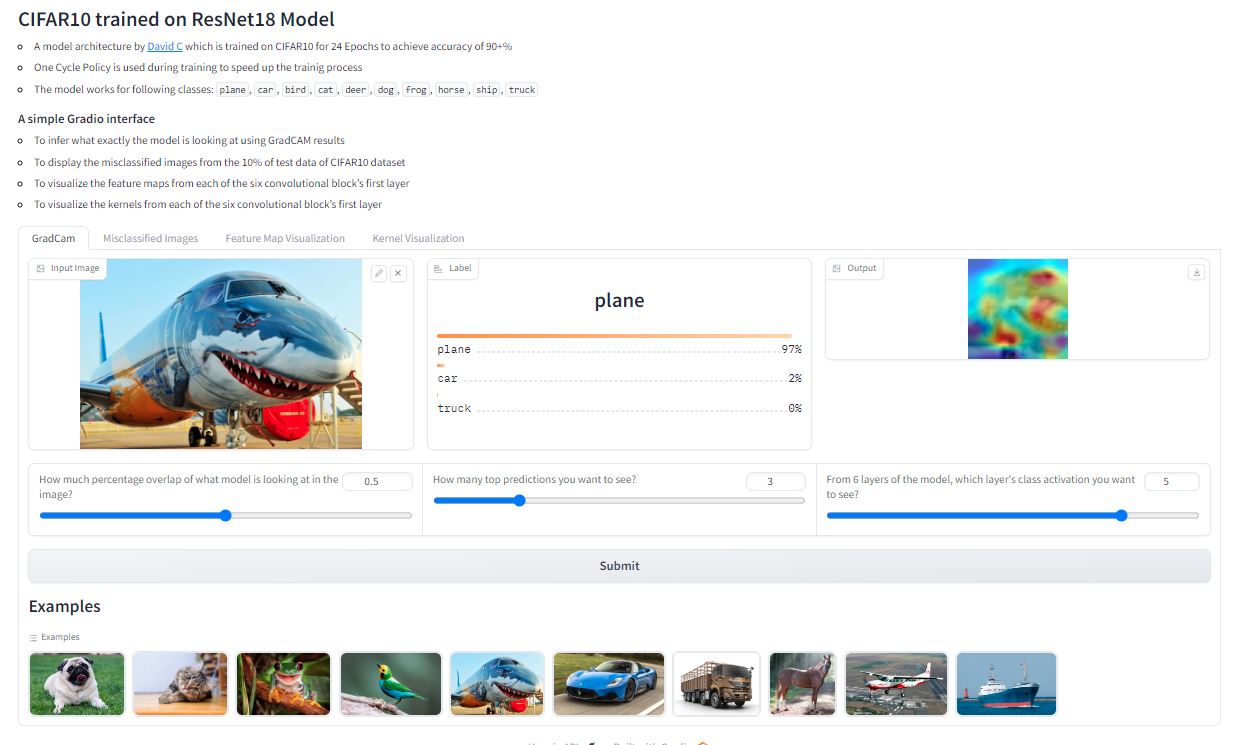 CIFAR10 trained on ResNet18 Model
A model architecture by David C which is trained on CIFAR10 for 24 Epochs to achieve accuracy of 90+%
One Cycle Policy is used during training to speed up the trainig process
The model works for following classes: plane, car, bird, cat, deer, dog, frog, horse, ship, truck
A simple Gradio interface
To infer what exactly the model is looking at using GradCAM results
To display the misclassified images from the 10% of test data of CIFAR10 dataset
To visualize the feature maps from each of the six convolutional block's first layer
To visualize the kernels from each of the six convolutional block's first layer
GradCam Misclassified Images Feature Map Visualization Kernel Visualization
Input Image Label Output
plane
plane 97%
car 2%
truck 0%
How much percentage overlap of what model is looking at in the 0.5
image?
How many top predictions you want to see? 3
From 6 layers of the model, which layer's class activation you want 5
to see?
Submit
Examples
Examples